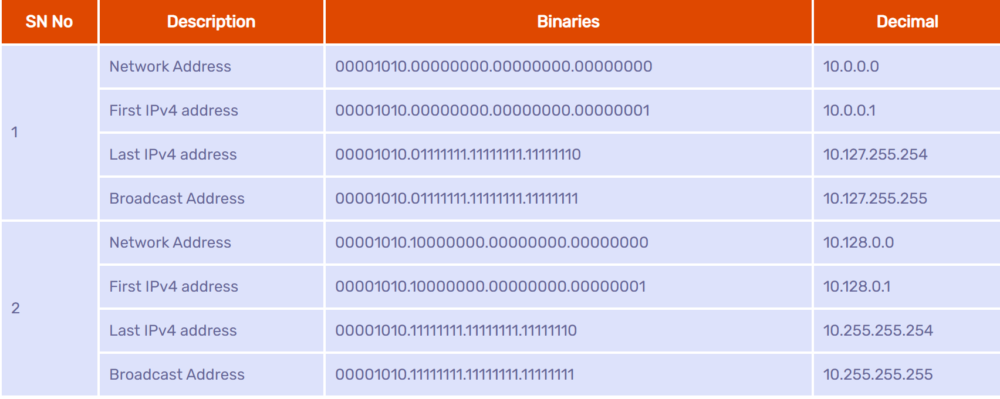 SN No Description Binaries Decimal
1
Network Address 00001010.00000000.00000000.00000000 10.0.0.0
First IPv4 address 00001010.00000000.00000000.00000001 10.0.0.1
Last IPv4 address 00001010.01111111.11111111.11111110 10.127.255.254
Broadcast Address 00001010.01111111.11111111.11111111 10.127.255.255
2
Network Address 00001010.10000000.00000000.00000000 10.128.0.0
First IPv4 address 00001010.10000000.00000000.00000001 10.128.0.1
Last IPv4 address 00001010.11111111.11111111.11111110 10.255.255.254
Broadcast Address 00001010.11111111.11111111.11111111 10.255.255.255